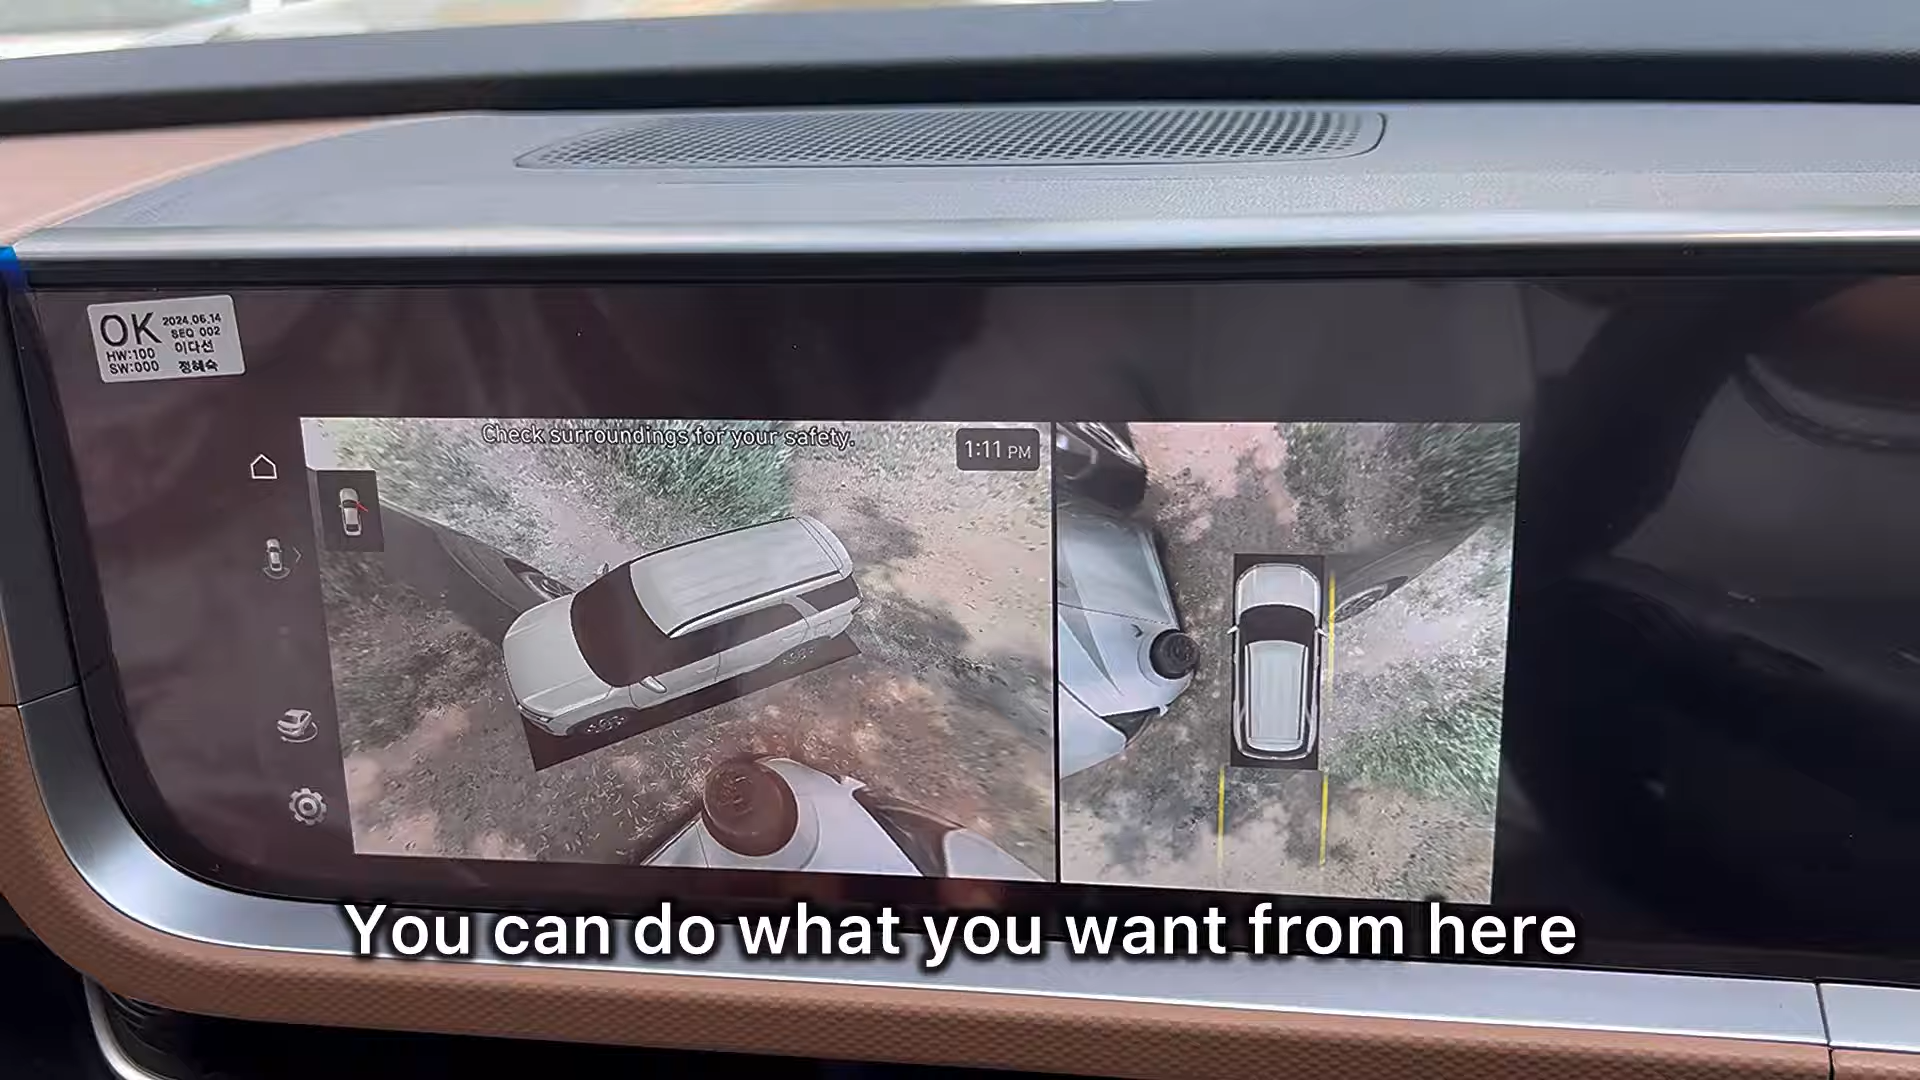 OK 2024.06.14
SEQ 002
HW:100 이다선
SW:000 정혜숙
Check surroundings for your safety.
1:11 PM
You can do what you want from here